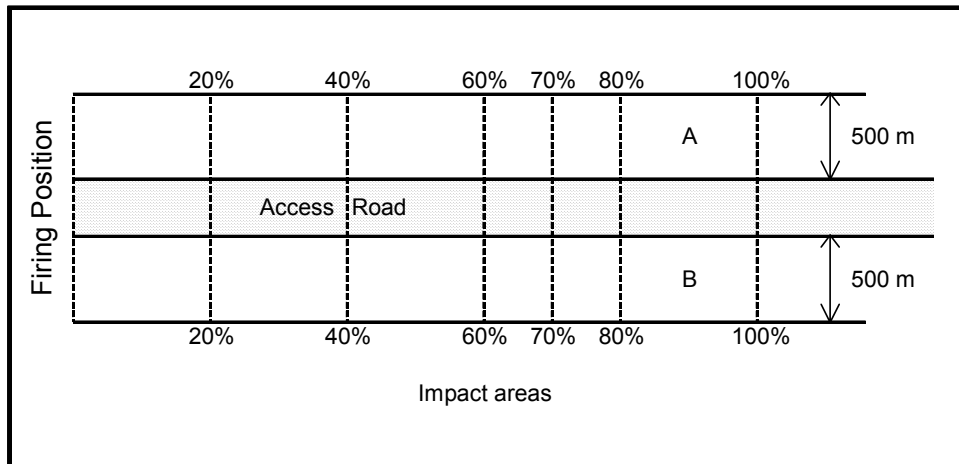 20% 40% 60% 70% 80% 100%
A 500 m
Firing Position
Access Road
B 500 m
20% 40% 60% 70% 80% 100%
Impact areas